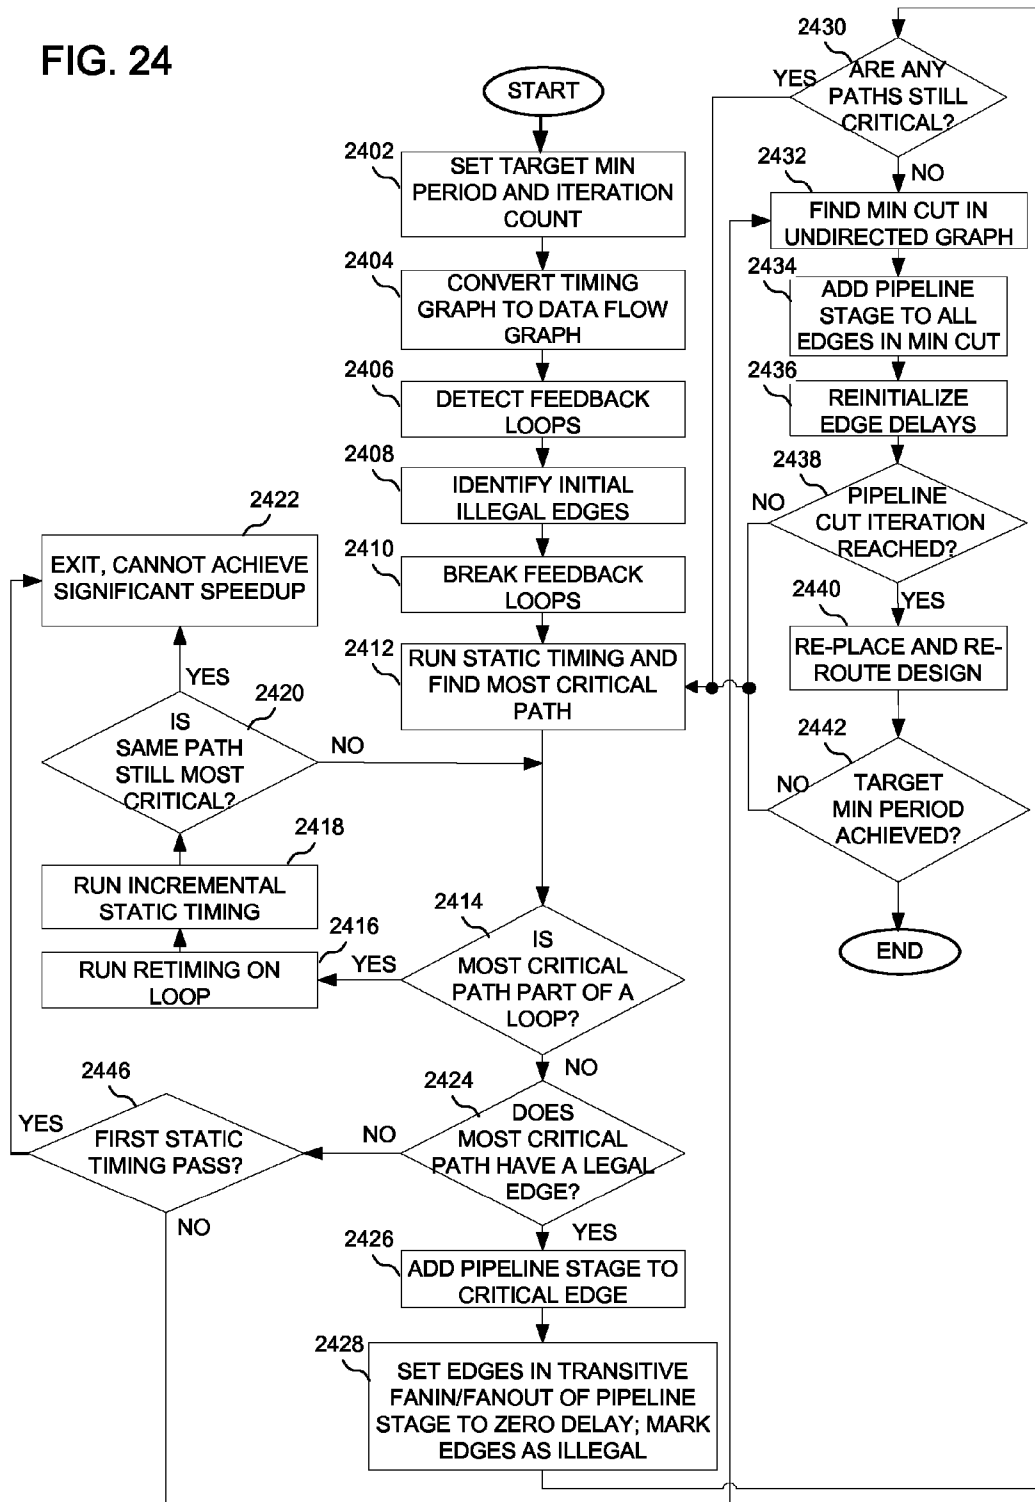 FIG. 24
START
2402
SET TARGET MIN
PERIOD AND ITERATION
COUNT
2404
CONVERT TIMING
GRAPH TO DATA FLOW
GRAPH
2406
DETECT FEEDBACK
LOOPS
2408
IDENTIFY INITIAL
ILLEGAL EDGES
2410
BREAK FEEDBACK
LOOPS
2412
RUN STATIC TIMING AND
FIND MOST CRITICAL
PATH
2422
EXIT, CANNOT ACHIEVE
SIGNIFICANT SPEEDUP
YES
2420
IS
SAME PATH
STILL MOST
CRITICAL?
NO
2418
RUN INCREMENTAL
STATIC TIMING
2416
RUN RETIMING ON
LOOP
YES
2414
IS
MOST CRITICAL
PATH PART OF A
LOOP?
NO
2446
YES
FIRST STATIC
TIMING PASS?
NO
NO
2424
DOES
MOST CRITICAL
PATH HAVE A LEGAL
EDGE?
YES
2426
ADD PIPELINE STAGE TO
CRITICAL EDGE
2428
SET EDGES IN TRANSITIVE
FANIN/FANOUT OF PIPELINE
STAGE TO ZERO DELAY; MARK
EDGES AS ILLEGAL
2430
YES
ARE ANY
PATHS STILL
CRITICAL?
NO
2432
FIND MIN CUT IN
UNDIRECTED GRAPH
2434
ADD PIPELINE
STAGE TO ALL
EDGES IN MIN CUT
2436
REINITIALIZE
EDGE DELAYS
2438
NO
PIPELINE
CUT ITERATION
REACHED?
YES
2440
RE-PLACE AND RE-
ROUTE DESIGN
2442
NO
TARGET
MIN PERIOD
ACHIEVED?
END